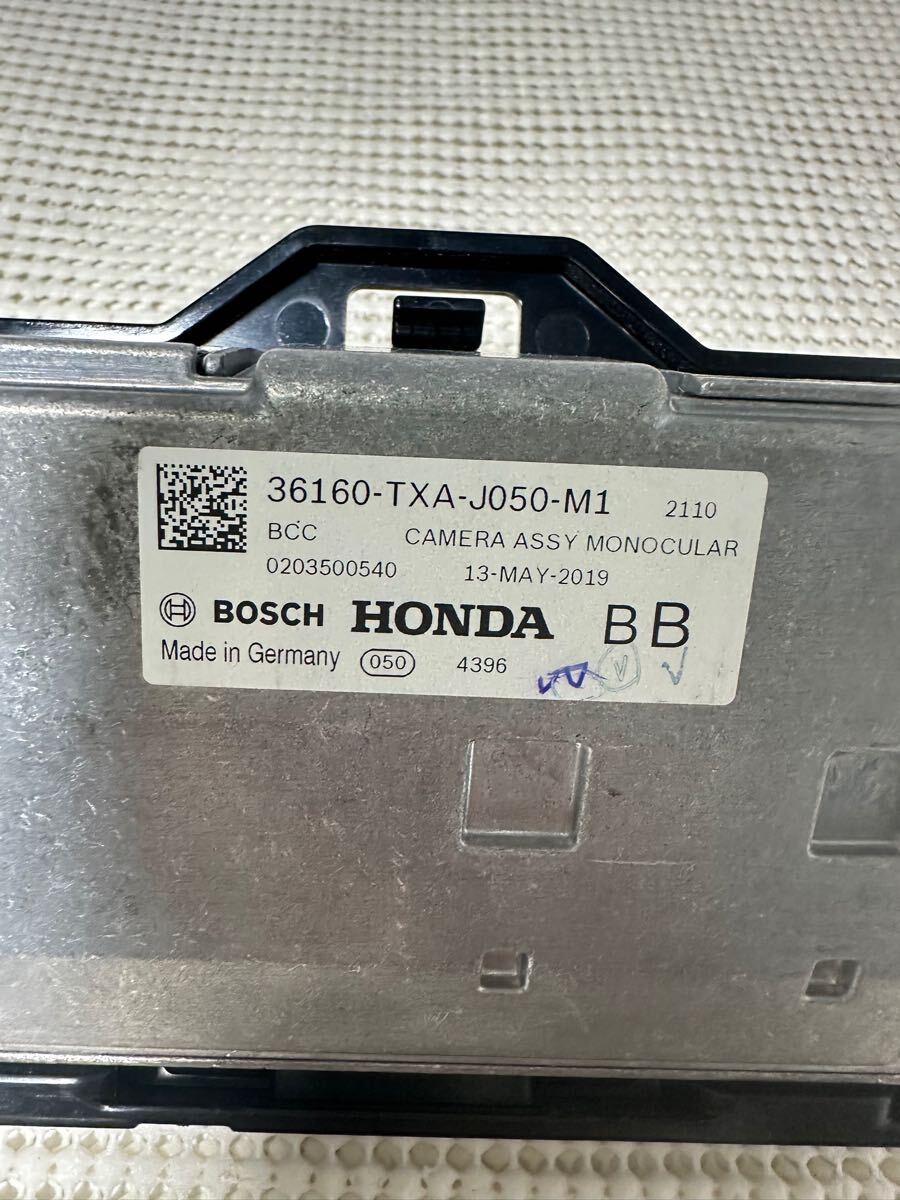 36160-TXA-J050-M1 2110
BCC CAMERA ASSY MONOCULAR
0203500540 13-MAY-2019
BOSCH HONDA BB
Made in Germany 050 4396